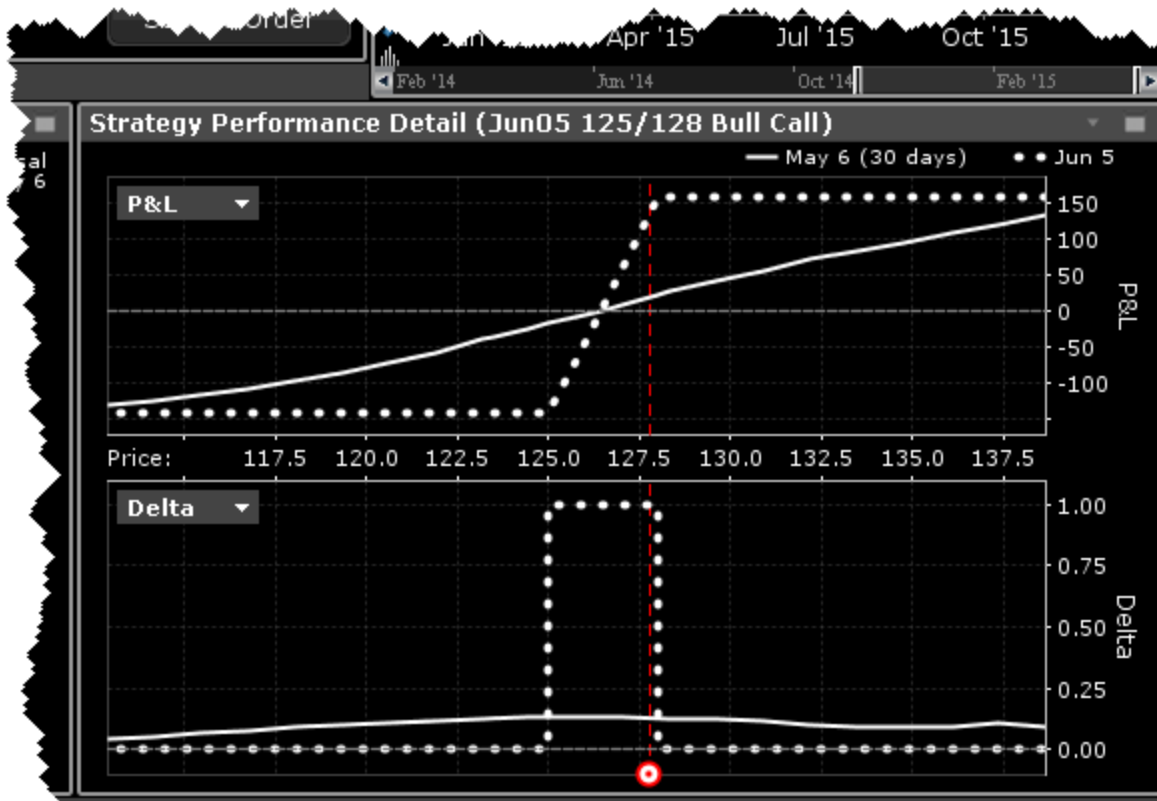 Order
Jun Apr '15 Jul '15 Oct '15
Feb '14 Jun '14 Oct '14 Feb '15
Strategy Performance Detail (Jun05 125/128 Bull Call)
6
May 6 (30 days) Jun 5
P&L
150
100
50
0
-50
-100
P&L
Price: 117.5 120.0 122.5 125.0 127.5 130.0 132.5 135.0 137.5
Delta
1.00
0.75
0.50
0.25
0.00
Delta